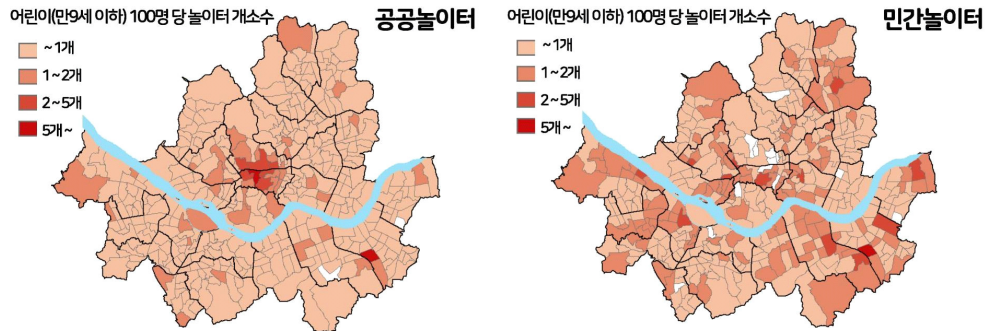 어린이(만9세 이하) 100명 당 놀이터 개소수
공공놀이터
~ 1개
1 ~ 2개
2 ~ 5개
5개 ~
어린이(만9세 이하) 100명 당 놀이터 개소수
민간놀이터
~ 1개
1 ~ 2개
2 ~ 5개
5개 ~